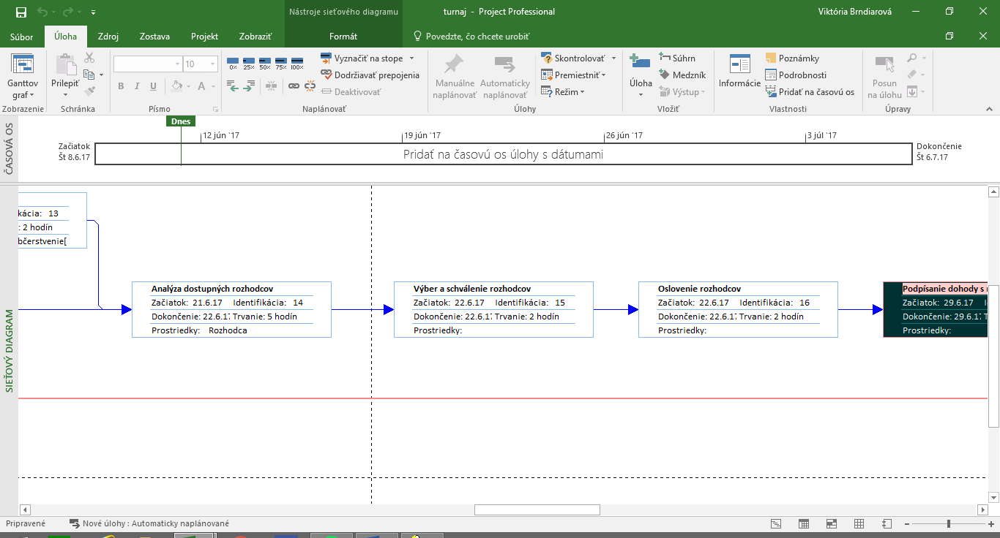 Nástroje sieťového diagramu
turnaj - Project Professional
Viktória Brndiarová
Súbor
Úloha
Zdroj
Zostava
Projekt
Zobraziť
Formát
Povedzte, čo chcete urobiť
Ganttov
graf
Zobrazenie
Prilepiť
Schránka
10
B I U
A
Písmo
0% 25% 50% 75% 100%
Vyznačiť na stope
Dodržiavať prepojenia
Deaktivovať
Naplánovať
Manuálne
naplánovať
Automaticky
naplánovať
Skontrolovať
Premiestniť
Režim
Úlohy
Úloha
Súhrn
Medzník
Výstup
Vložiť
Informácie
Poznámky
Podrobnosti
Pridať na časovú os
Vlastnosti
Posun
na úlohu
Úpravy
ČASOVÁ OS
Dnes
12 jún '17
19 jún '17
26 jún '17
3 júl '17
Začiatok
Št 8.6.17
Pridať na časovú os úlohy s dátumami
Dokončenie
Št 6.7.17
SIEŤOVÝ DIAGRAM
kácia: 13
: 2 hodín
bčerstvenie[
Analýza dostupných rozhodcov
Začiatok: 21.6.17 Identifikácia: 14
Dokončenie: 22.6.17 Trvanie: 5 hodín
Prostriedky: Rozhodca
Výber a schválenie rozhodcov
Začiatok: 22.6.17 Identifikácia: 15
Dokončenie: 22.6.17 Trvanie: 2 hodín
Prostriedky:
Oslovenie rozhodcov
Začiatok: 22.6.17 Identifikácia: 16
Dokončenie: 22.6.17 Trvanie: 2 hodín
Prostriedky:
Podpísanie dohody s
Začiatok: 29.6.17
Dokončenie: 29.6.17 T
Prostriedky:
Pripravené
Nové úlohy : Automaticky naplánované